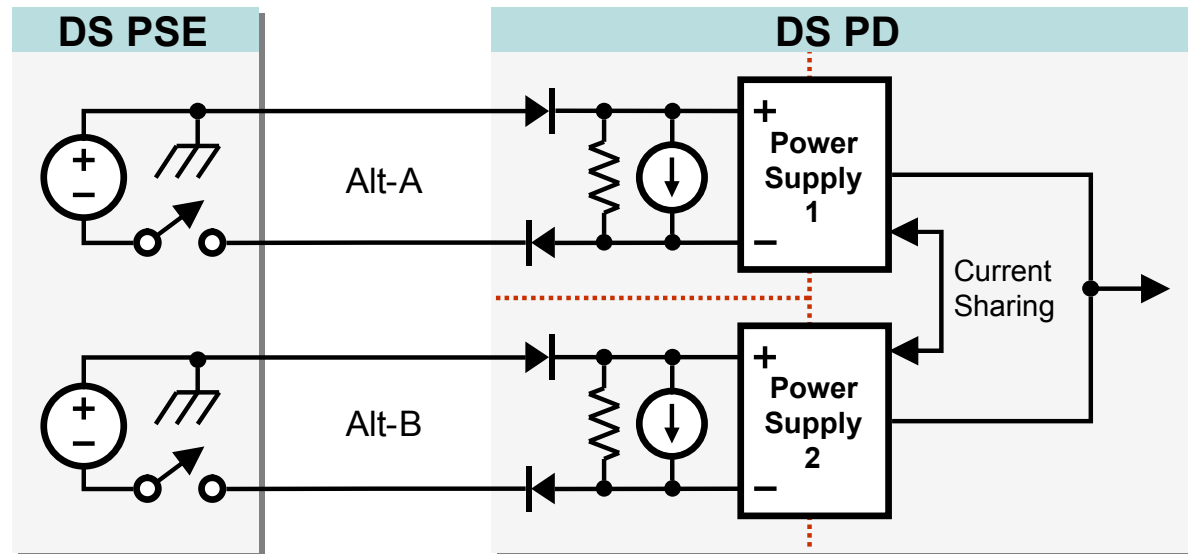 DS PSE
DS PD
+
−
Alt-A
+
−
Power
Supply
1
Current
Sharing
+
−
Alt-B
+
−
Power
Supply
2